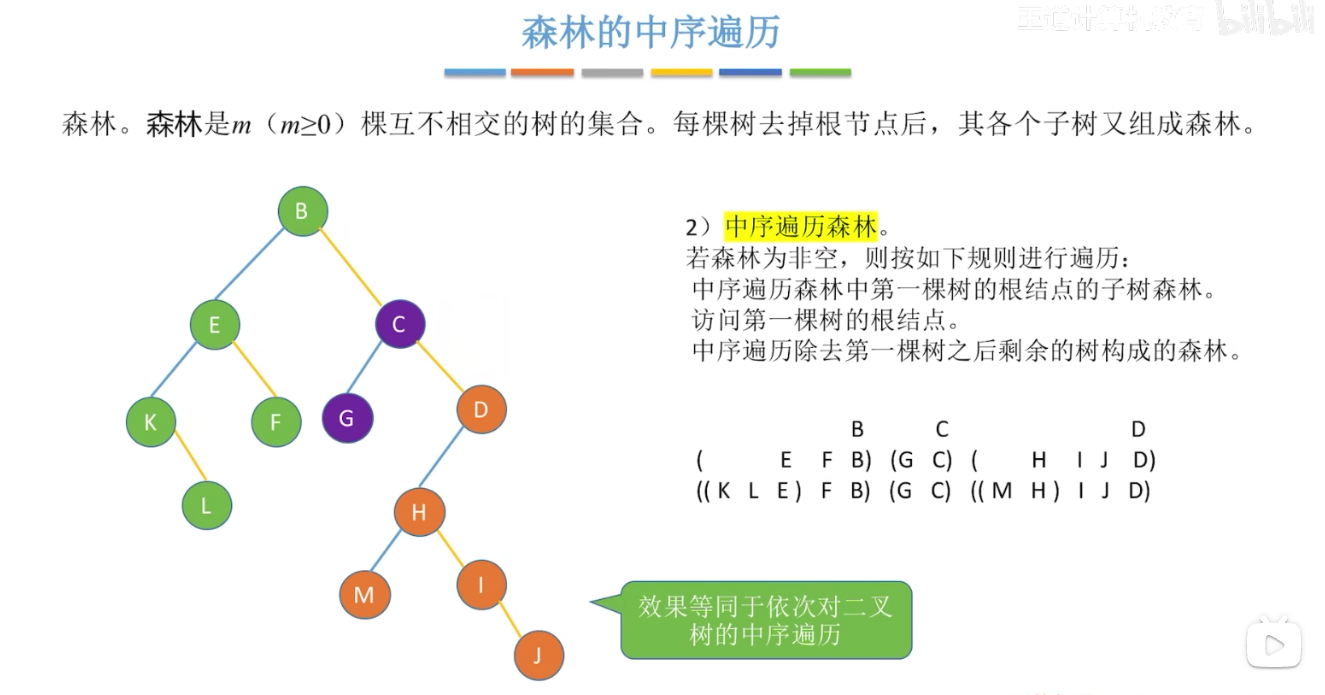 王道计算机教育 bilibili
森林的中序遍历
森林。森林是m（m≥0）棵互不相交的树的集合。每棵树去掉根节点后，其各个子树又组成森林。
B
E C
K F G D
L H
M I
J
2）中序遍历森林。
若森林为非空，则按如下规则进行遍历：
中序遍历森林中第一棵树的根结点的子树森林。
访问第一棵树的根结点。
中序遍历除去第一棵树之后剩余的树构成的森林。
B C D
( E F B) (G C) ( H I J D)
((K L E) F B) (G C) ((M H) I J D)
效果等同于依次对二叉
树的中序遍历